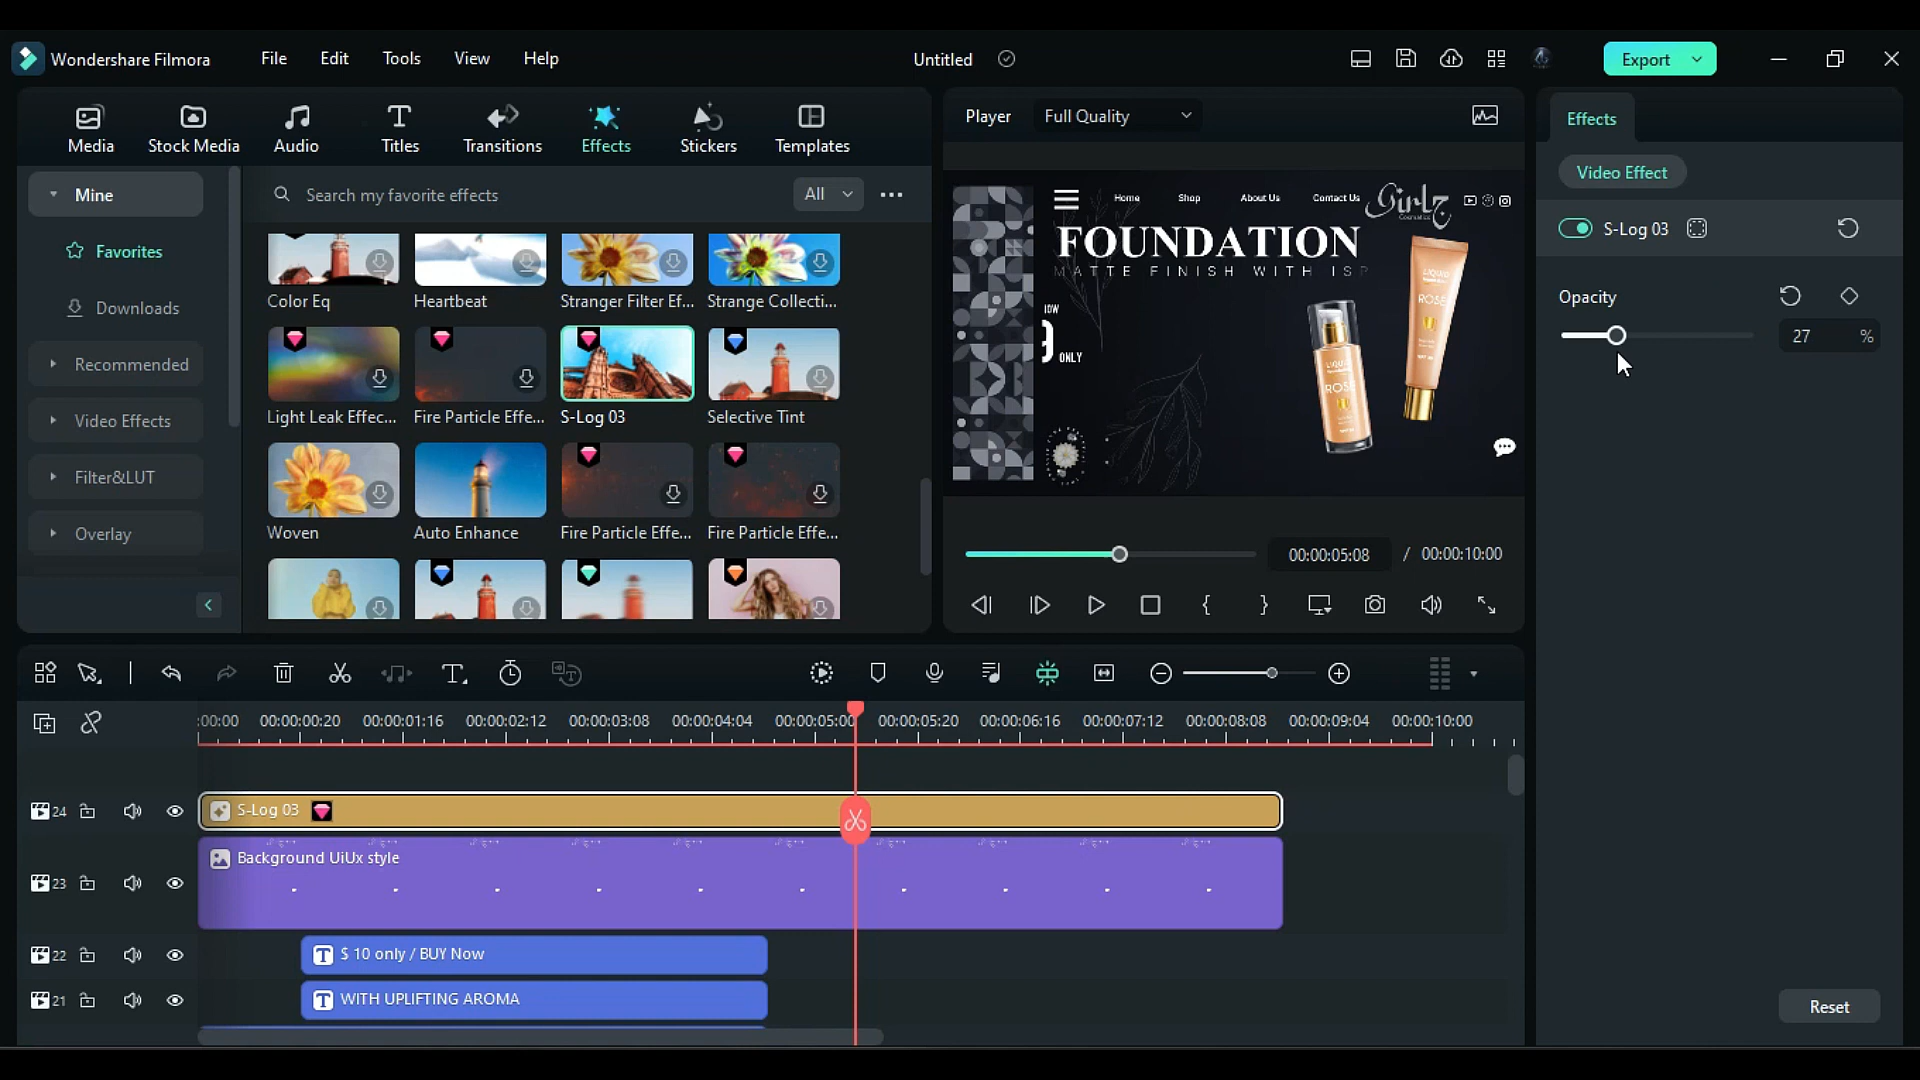 Wondershare Filmora
File
Edit
Tools
View
Help
Untitled
Export
Media
Stock Media
Audio
Titles
Transitions
Effects
Stickers
Templates
Mine
Favorites
Downloads
Recommended
Video Effects
Filter&LUT
Overlay
Search my favorite effects
All
Color Eq
Heartbeat
Stranger Filter Ef...
Strange Collecti...
Light Leak Effec...
Fire Particle Effe...
S-Log 03
Selective Tint
Woven
Auto Enhance
Fire Particle Effe...
Fire Particle Effe...
Player
Full Quality
Home
Shop
About Us
Contact Us
Girlz
Cosmetics
FOUNDATION
MATTE FINISH WITH ISP
ONLY
LIQUID
ROSE
LIQUID
ROSE
00:00:05:08
/
00:00:10:00
Effects
Video Effect
S-Log 03
Opacity
27
%
Reset
:00:00
00:00:00:20
00:00:01:16
00:00:02:12
00:00:03:08
00:00:04:04
00:00:05:00
00:00:05:20
00:00:06:16
00:00:07:12
00:00:08:08
00:00:09:04
00:00:10:00
24
S-Log 03
23
Background UiUx style
22
$ 10 only / BUY Now
21
WITH UPLIFTING AROMA